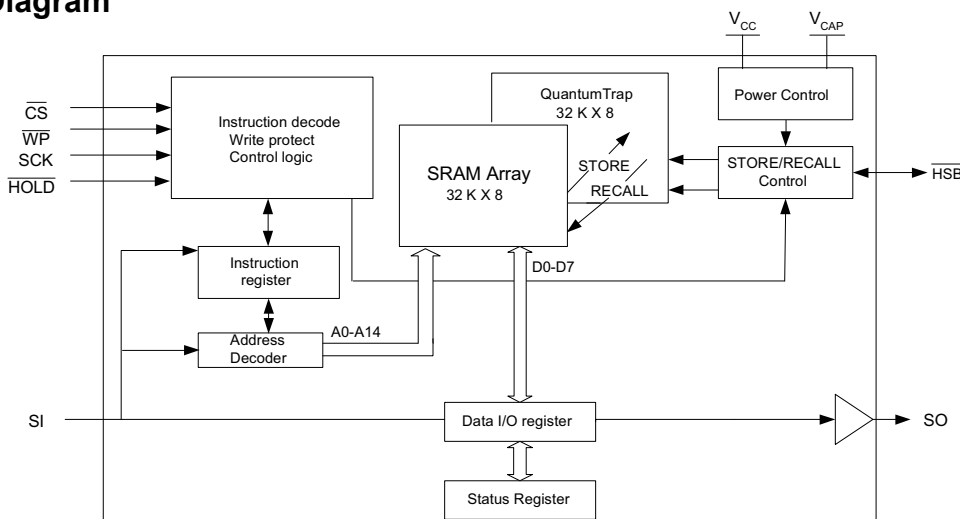 Diagram
V_CC
V_CAP
Power Control
QuantumTrap
32 K X 8
Instruction decode
Write protect
Control logic
CS
WP
SCK
HOLD
SRAM Array
32 K X 8
STORE
RECALL
STORE/RECALL
Control
HSB
Instruction
register
D0-D7
Address
Decoder
A0-A14
SI
Data I/O register
SO
Status Register